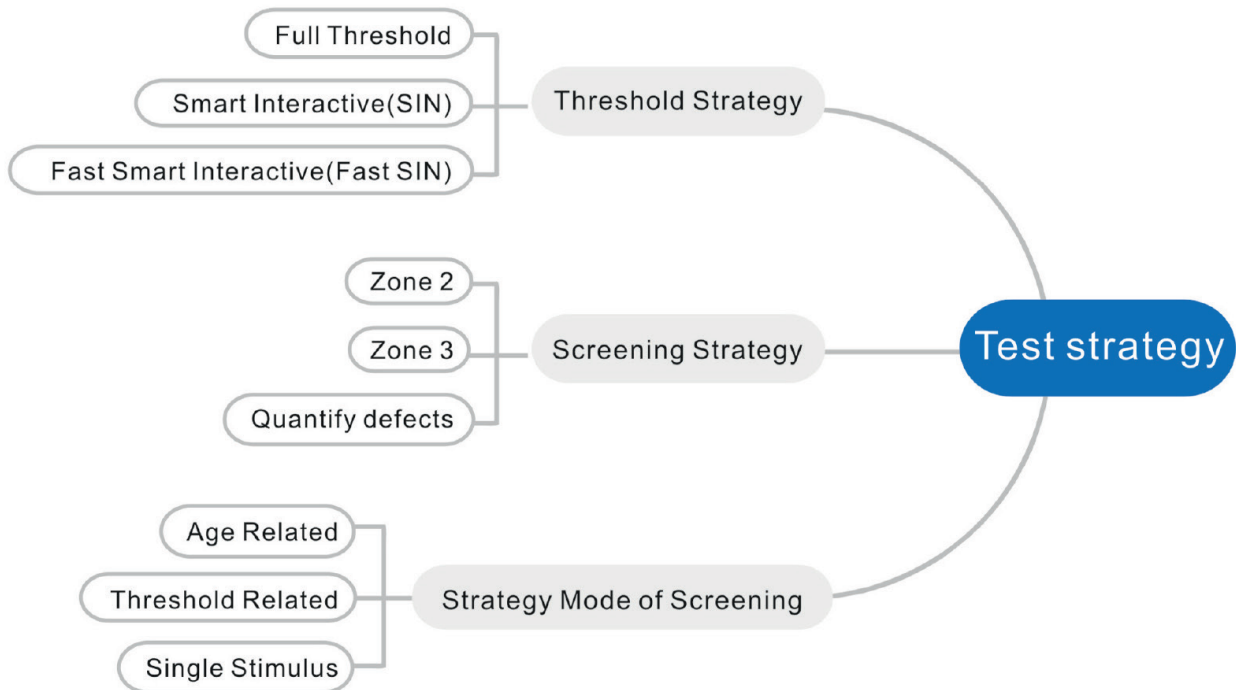 Full Threshold
Smart Interactive(SIN)
Fast Smart Interactive(Fast SIN)
Threshold Strategy
Zone 2
Zone 3
Quantify defects
Screening Strategy
Test strategy
Age Related
Threshold Related
Single Stimulus
Strategy Mode of Screening